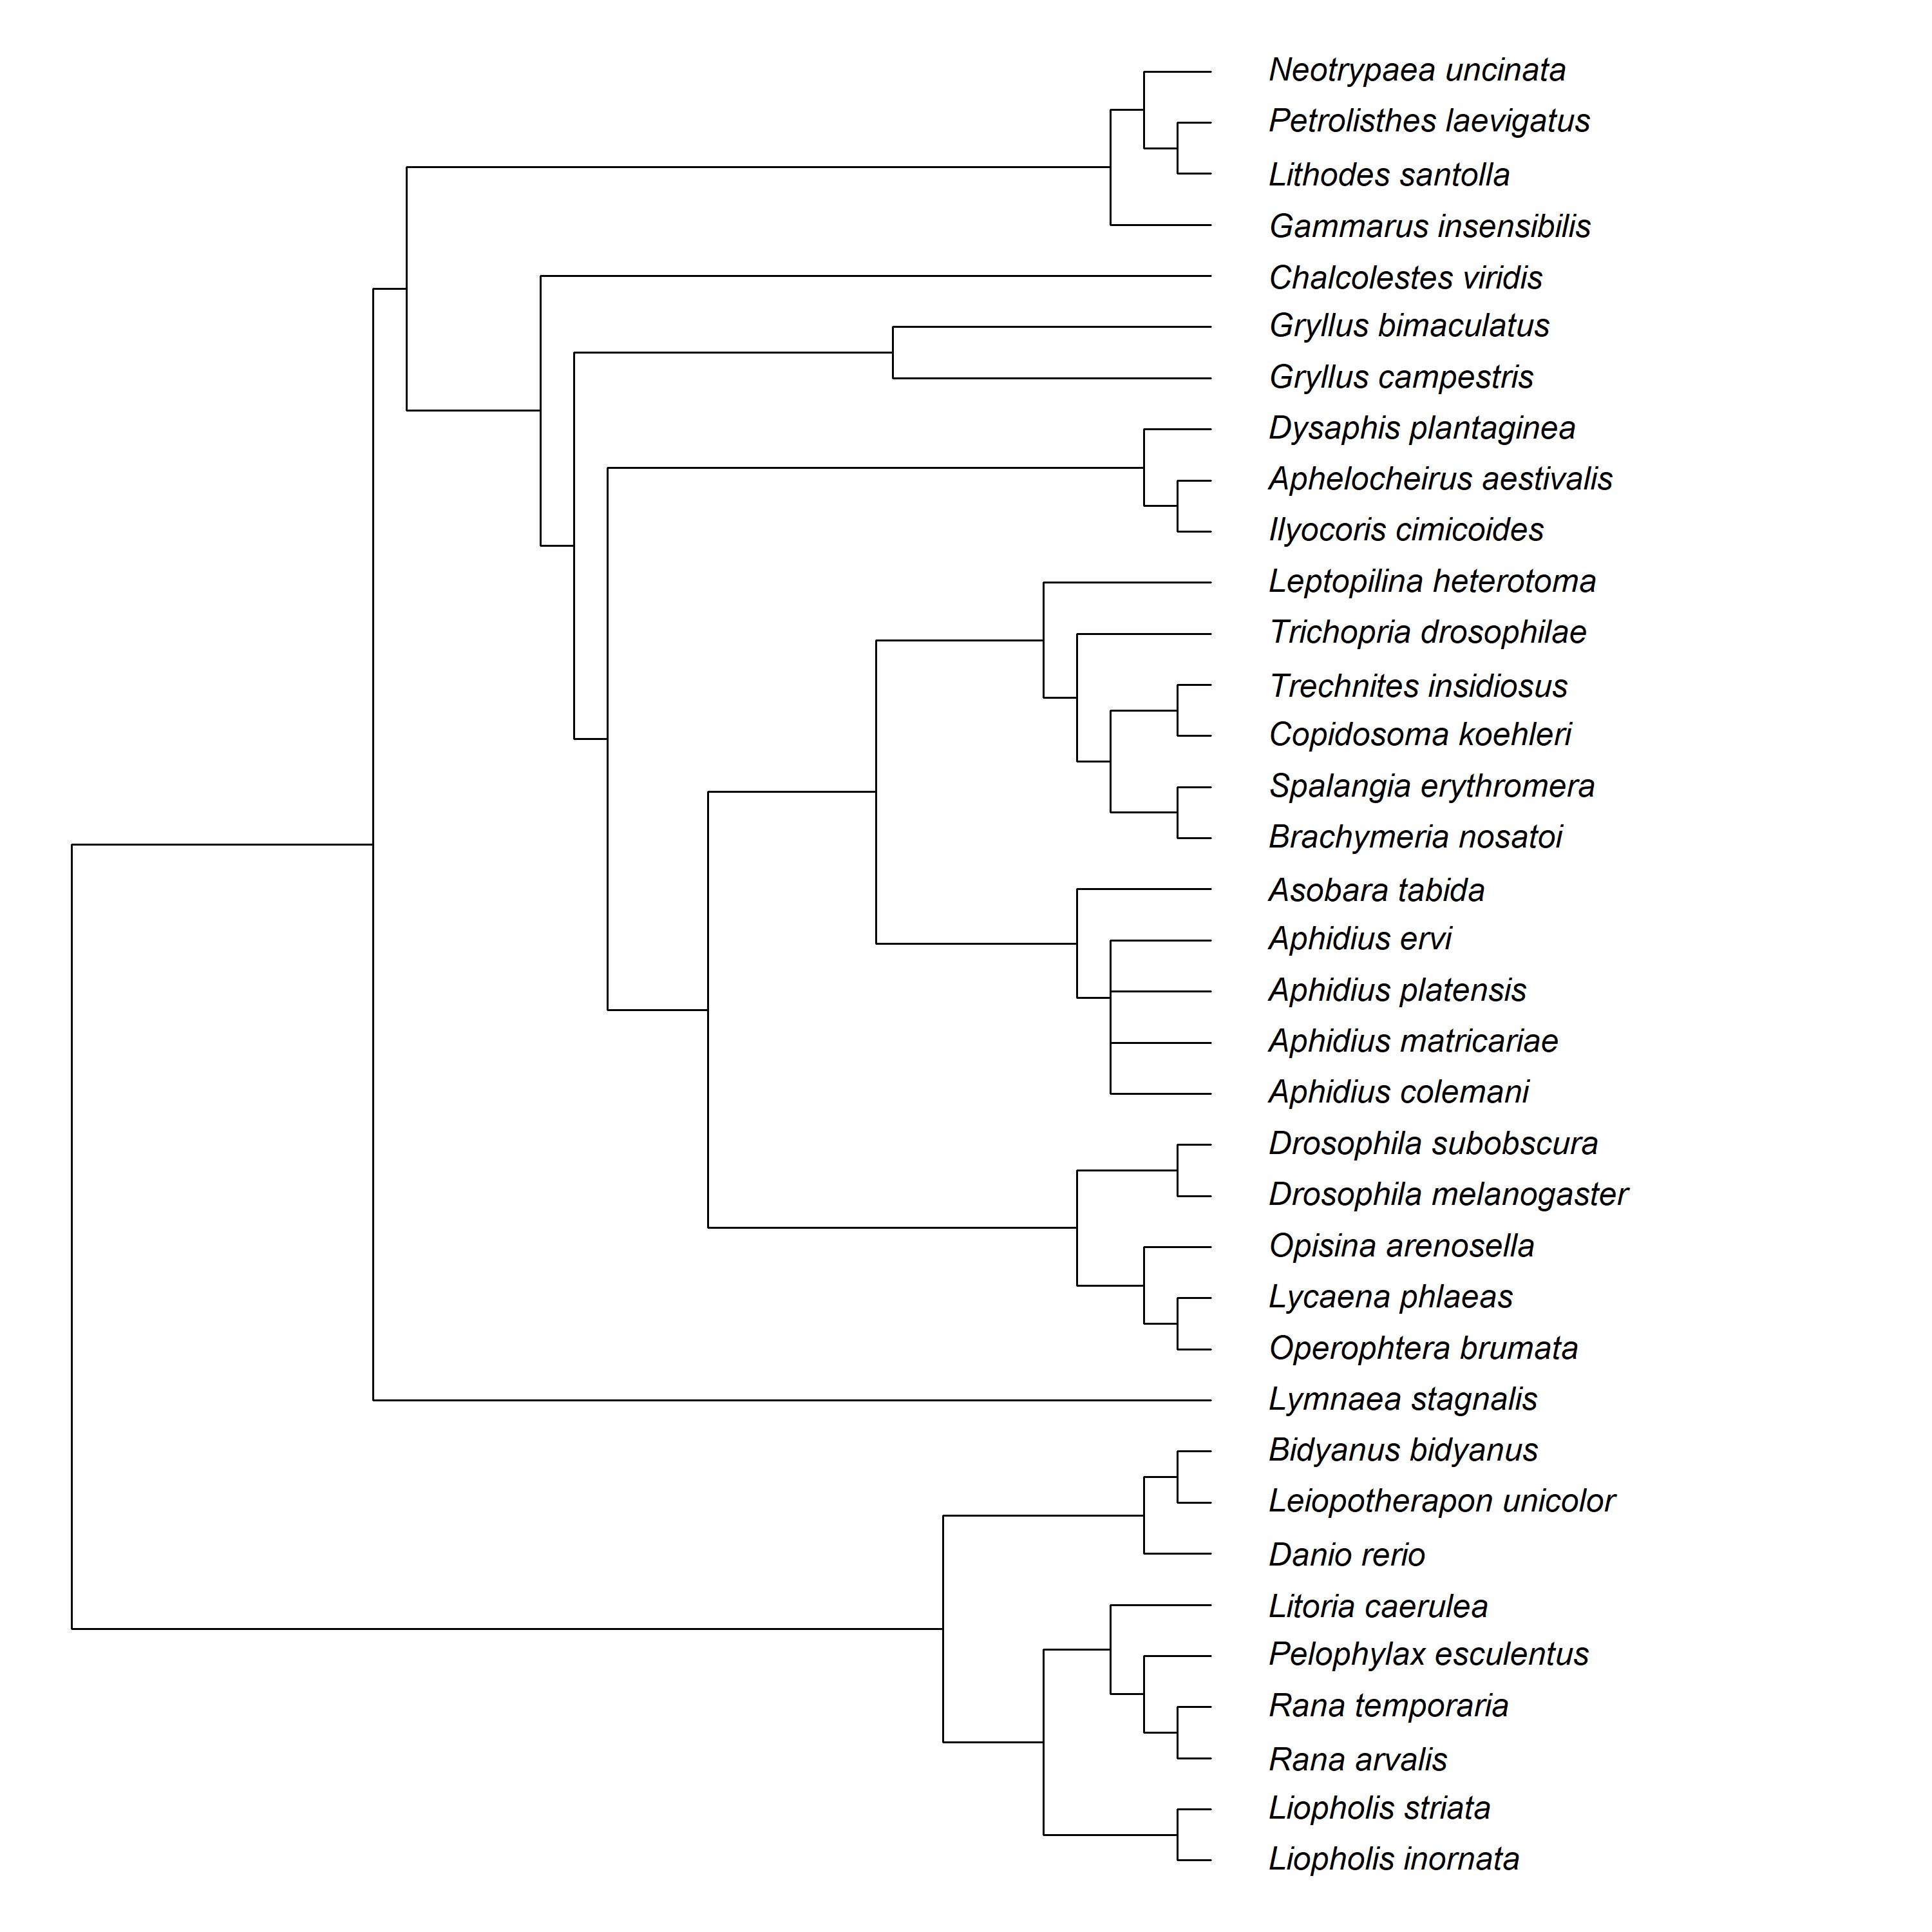 Neotrypaea uncinata
Petrolisthes laevigatus
Lithodes santolla
Gammarus insensibilis
Chalcolestes viridis
Gryllus bimaculatus
Gryllus campestris
Dysaphis plantaginea
Aphelocheirus aestivalis
Ilyocoris cimicoides
Leptopilina heterotoma
Trichopria drosophilae
Trechnites insidiosus
Copidosoma koehleri
Spalangia erythromera
Brachymeria nosatoi
Asobara tabida
Aphidius ervi
Aphidius platensis
Aphidius matricariae
Aphidius colemani
Drosophila subobscura
Drosophila melanogaster
Opisina arenosella
Lycaena phlaeas
Operophtera brumata
Lymnaea stagnalis
Bidyanus bidyanus
Leiopotherapon unicolor
Danio rerio
Litoria caerulea
Pelophylax esculentus
Rana temporaria
Rana arvalis
Liopholis striata
Liopholis inornata